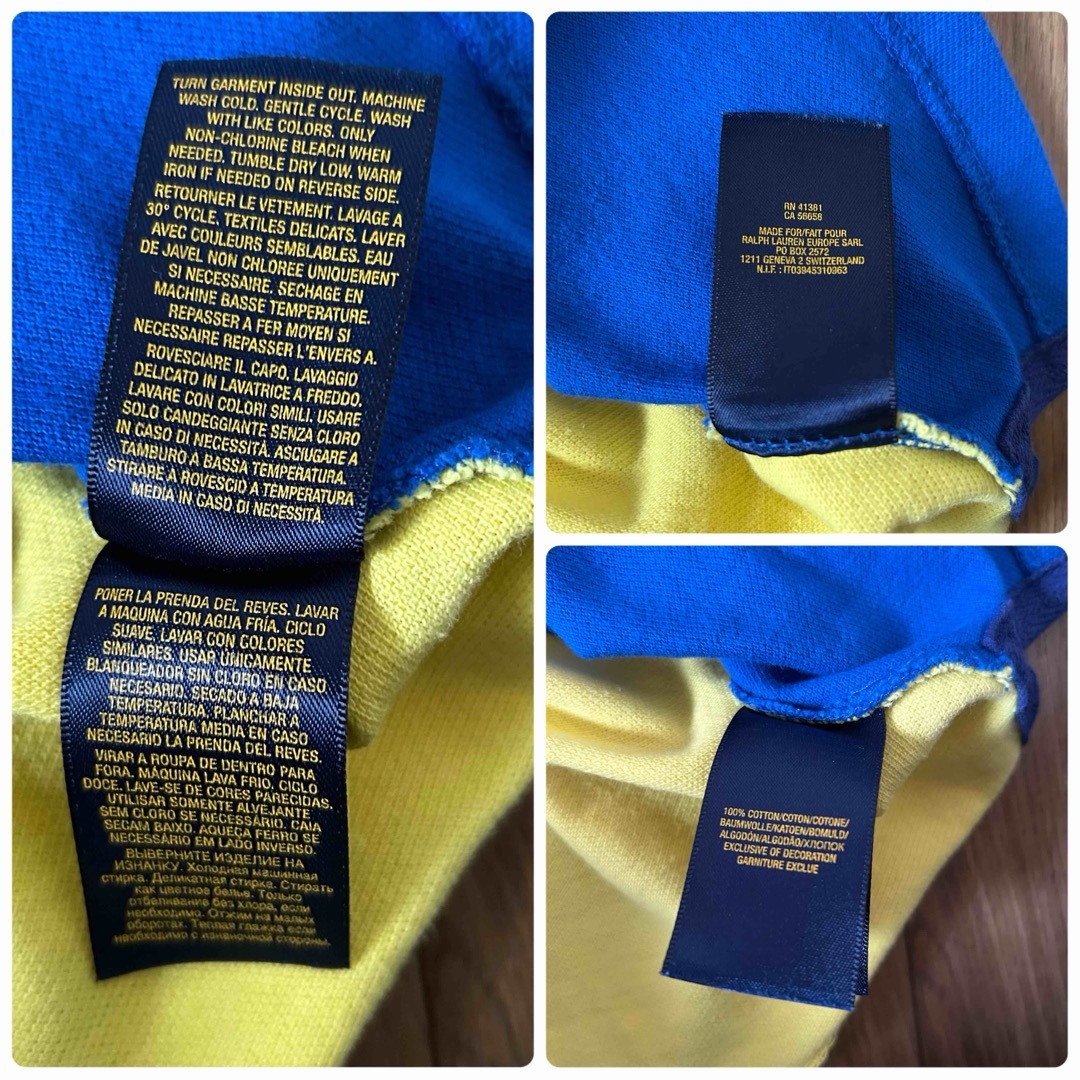 TURN GARMENT INSIDE OUT. MACHINE
WASH COLD. GENTLE CYCLE. WASH
WITH LIKE COLORS. ONLY
NON-CHLORINE BLEACH WHEN
NEEDED. TUMBLE DRY LOW. WARM
IRON IF NEEDED ON REVERSE SIDE.
RETOURNER LE VETEMENT. LAVAGE A
30° CYCLE. TEXTILES DELICATS. LAVER
AVEC COULEURS SEMBLABLES. EAU
DE JAVEL NON CHLOREE UNIQUEMENT
SI NECESSAIRE. SECHAGE EN
MACHINE BASSE TEMPERATURE.
REPASSER A FER MOYEN SI
NECESSAIRE REPASSER L'ENVERS A.
ROVESCIARE IL CAPO. LAVAGGIO
DELICATO IN LAVATRICE A FREDDO.
LAVARE CON COLORI SIMILI. USARE
SOLO CANDEGGIANTE SENZA CLORO
IN CASO DI NECESSITÀ. ASCIUGARE A
TAMBURO A BASSA TEMPERATURA.
STIRARE A ROVESCIO A TEMPERATURA
MEDIA IN CASO DI NECESSITÀ.
PONER LA PRENDA DEL REVES. LAVAR
A MAQUINA CON AGUA FRÍA. CICLO
SUAVE. LAVAR CON COLORES
SIMILARES. USAR ÚNICAMENTE
BLANQUEADOR SIN CLORO EN CASO
NECESARIO. SECADO A BAJA
TEMPERATURA. PLANCHAR A
TEMPERATURA MEDIA EN CASO
NECESARIO LA PRENDA DEL REVES.
VIRAR A ROUPA DE DENTRO PARA
FORA. MÁQUINA LAVA FRIO, CICLO
DOCE. LAVE-SE DE CORES PARECIDAS.
UTILISAR SOMENTE ALVEJANTE
SEM CLORO SE NECESSÁRIO. CAIA
SECAM BAIXO. AQUEÇA FERRO SE
NECESSÁRIO EM LADO INVERSO
ВЫВЕРНИТЕ ИЗДЕЛИЕ НА
ИЗНАНКУ. Холодная машинная
стирка. Деликатная стирка. Стирать
как цветное белье. Только
отбеливание без хлора, если
необходимо. Отжим на малых
оборотах. Теплая глажка если
необходимо с изнаночной стороны.
RN 41381
CA 56656
MADE FOR/FAIT POUR
RALPH LAUREN EUROPE SARL
PO BOX 2572
1211 GENEVA 2 SWITZERLAND
N.I.F. : IT03945310963
100% COTTON/COTON/COTONE/
BAUMWOLLE/KATOEN/BOMULD/
ALGODÓN/ALGODÃO/ХЛОПОК
EXCLUSIVE OF DECORATION
GARNITURE EXCLUE